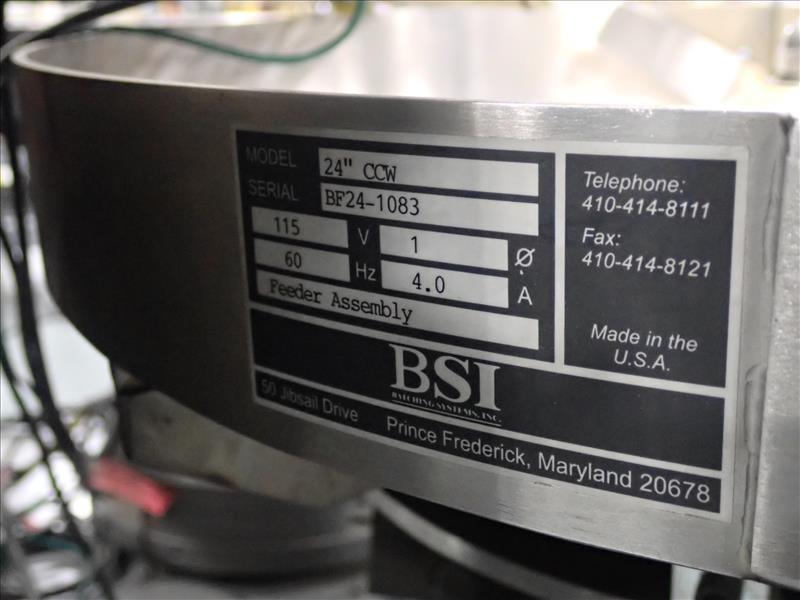 MODEL 24" CCW
SERIAL BF24-1083
115 V 1 Ø
60 Hz 4.0 A
Feeder Assembly
Telephone:
410-414-8111
Fax:
410-414-8121
Made in the
U.S.A.
BSI
BATCHING SYSTEMS, INC.
50 Jibsail Drive Prince Frederick, Maryland 20678